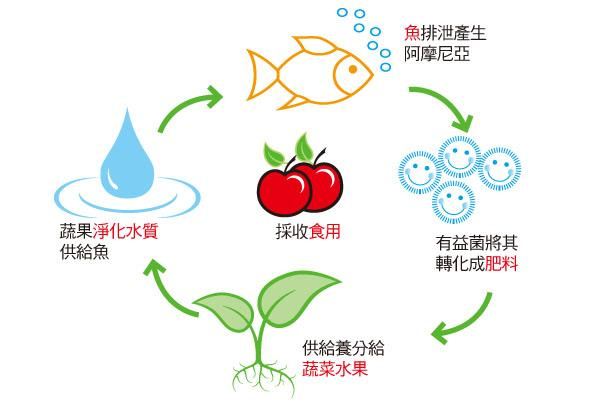 魚排泄產生
阿摩尼亞
有益菌將其
轉化成肥料
供給養分給
蔬菜水果
蔬果淨化水質
供給魚
採收食用